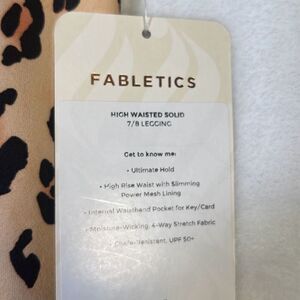 FABLETICS
HIGH WAISTED SOLID
7/8 LEGGING
Get to know me:
• Ultimate Hold
• High Rise Waist with Slimming
Power Mesh Lining
• Internal Waistband Pocket for Key/Card
• Moisture-Wicking, 4-Way Stretch Fabric
• Chafe-Resistant, UPF 50+